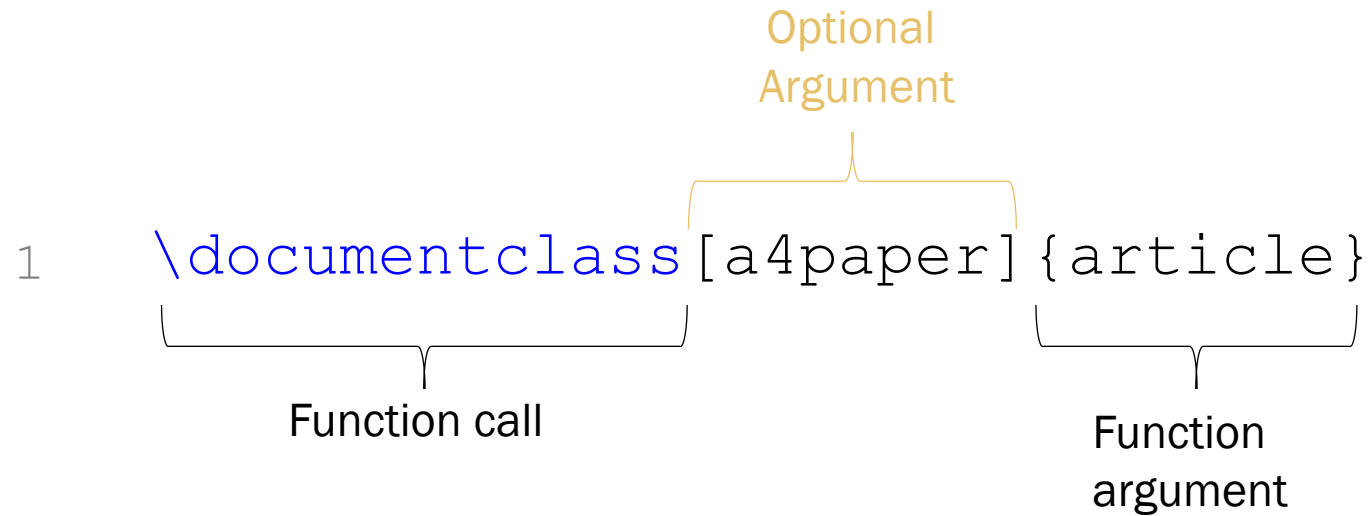 Optional
Argument
1 \documentclass[a4paper]{article}
Function call
Function
argument